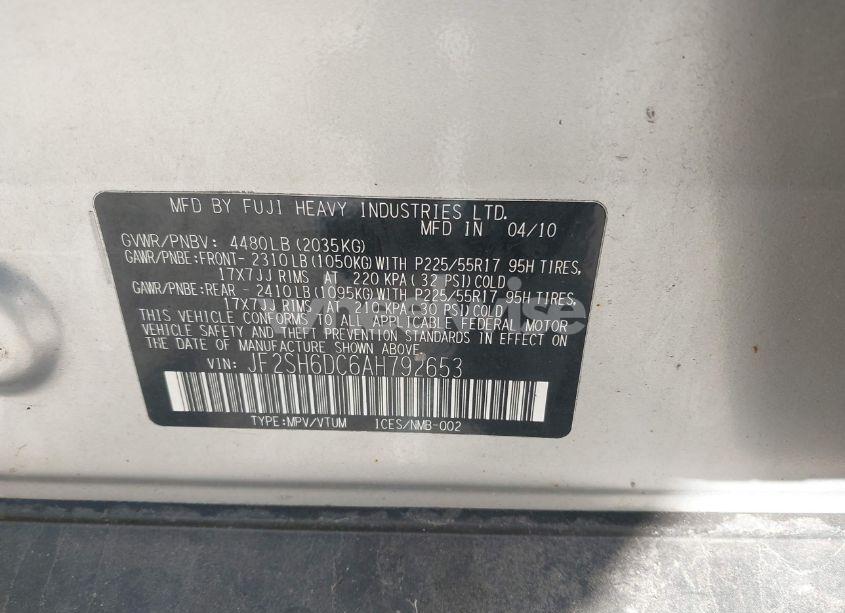 MFD BY FUJI HEAVY INDUSTRIES LTD.
MFD IN 04/10
GVWR/PNBV: 4480LB(2035KG)
GAWR/PNBE:FRONT- 2310LB(1050KG)WITH P225/55R17 95H TIRES,
17X7JJ RIMS AT 220 KPA( 32 PSI)COLD
GAWR/PNBE:REAR - 2410LB(1095KG)WITH P225/55R17 95H TIRES,
17X7JJ RIMS AT 210 KPA( 30 PSI)COLD
THIS VEHICLE CONFORMS TO ALL APPLICABLE FEDERAL MOTOR
VEHICLE SAFETY AND THEFT PREVENTION STANDARDS IN EFFECT ON
THE DATE OF MANUFACTURE SHOWN ABOVE.
VIN: JF2SH6DC6AH792653
TYPE:MPV/VTUM ICES/NMB-002